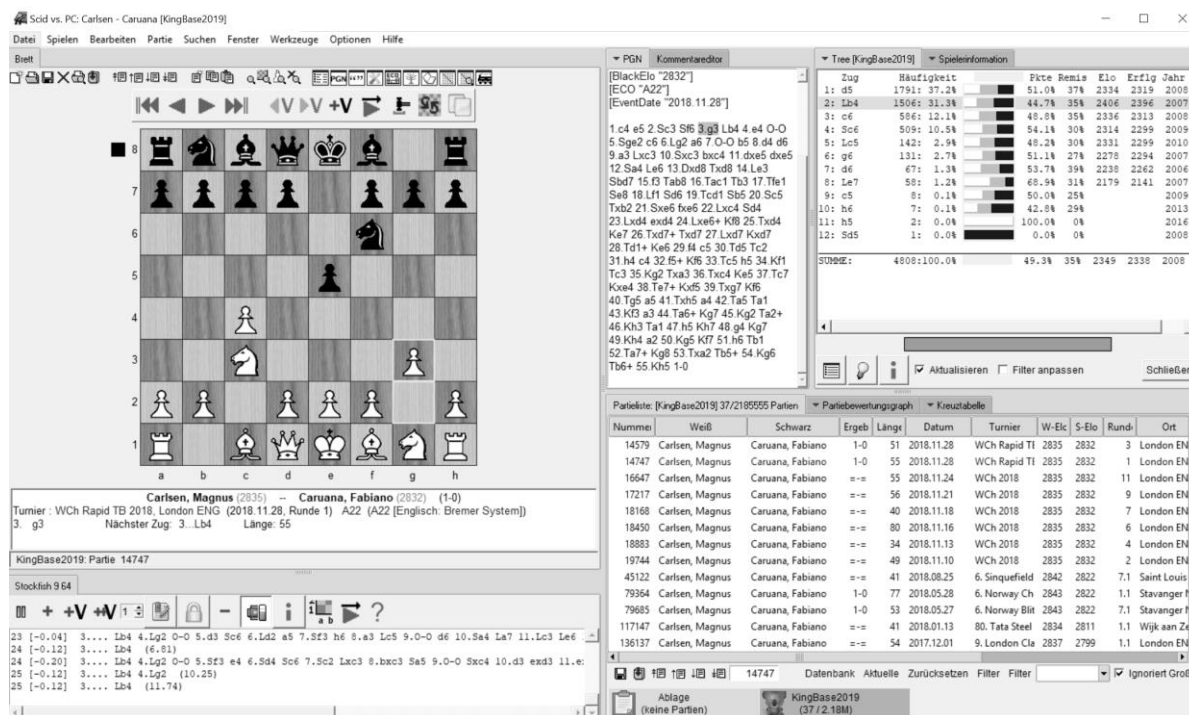 Scid vs. PC: Carlsen - Caruana [KingBase2019]
Datei Spielen Bearbeiten Partie Suchen Fenster Werkzeuge Optionen Hilfe
Brett
PGN
+V
8
7
6
5
4
3
2
1
a b c d e f g h
Carlsen, Magnus (2835) -- Caruana, Fabiano (2832) (1-0)
Turnier : WCh Rapid TB 2018, London ENG (2018.11.28, Runde 1) A22 (A22 [Englisch: Bremer System])
3. g3 Nächster Zug: 3...Lb4 Länge: 55
KingBase2019: Partie 14747
Stockfish 9 64
23 [-0.04] 3.... Lb4 4.Lg2 O-O 5.d3 Sc6 6.Ld2 a5 7.Sf3 h6 8.a3 Lc5 9.O-O d6 10.Sa4 La7 11.Lc3 Le6
24 [-0.12] 3.... Lb4 (6.81)
24 [-0.20] 3.... Lb4 4.Lg2 O-O 5.Sf3 e4 6.Sd4 Sc6 7.Sc2 Lxc3 8.bxc3 Sa5 9.O-O Sxc4 10.d3 exd3
25 [-0.12] 3.... Lb4 4.Lg2 (10.25)
25 [-0.12] 3.... Lb4 (11.74)
PGN Kommentareditor
[BlackElo "2832"]
[ECO "A22"]
[EventDate "2018.11.28"]
1.c4 e5 2.Sc3 Sf6 3.g3 Lb4 4.e4 O-O
5.Sge2 c6 6.Lg2 a6 7.O-O b5 8.d4 d6
9.a3 Lxc3 10.Sxc3 bxc4 11.dxe5 dxe5
12.Sa4 Le6 13.Dxd8 Txd8 14.Le3
Sbd7 15.f3 Tab8 16.Tac1 Tb3 17.Tfe1
Se8 18.Lf1 Sd6 19.Tcd1 Sb5 20.Sc5
Txb2 21.Sxe6 fxe6 22.Lxc4 Sd4
23.Lxd4 exd4 24.Lxe6+ Kf8 25.Txd4
Ke7 26.Txd7+ Txd7 27.Lxd7 Kxd7
28.Td1+ Ke6 29.f4 c5 30.Td5 Tc2
31.h4 c4 32.f5+ Kf6 33.Tc5 h5 34.Kf1
Tc3 35.Kg2 Txa3 36.Txc4 Ke5 37.Tc7
Kxe4 38.Te7+ Kxf5 39.Txg7 Kf6
40.Tg5 a5 41.Txh5 a4 42.Ta5 Ta1
43.Kf3 a3 44.Ta6+ Kg7 45.Kg2 Ta2+
46.Kh3 Ta1 47.h5 Kh7 48.g4 Kg7
49.Kh4 a2 50.Kg5 Kf7 51.h6 Tb1
52.Ta7+ Kg8 53.Txa2 Tb5+ 54.Kg6
Tb6+ 55.Kh5 1-0
Tree [KingBase2019] Spielerinformation
Zug Häufigkeit Pkte Remis Elo Erflg Jahr
1: d5 1791: 37.2% 51.0% 37% 2334 2319 2008
2: Lb4 1506: 31.3% 44.7% 35% 2406 2396 2007
3: c6 586: 12.1% 48.8% 35% 2336 2313 2008
4: Sc6 509: 10.5% 54.1% 30% 2314 2299 2009
5: Lc5 142: 2.9% 48.2% 30% 2331 2299 2010
6: g6 131: 2.7% 51.1% 27% 2278 2294 2007
7: d6 67: 1.3% 53.7% 39% 2238 2262 2006
8: Le7 58: 1.2% 68.9% 31% 2179 2141 2007
9: c5 8: 0.1% 50.0% 25% 2009
10: h6 7: 0.1% 42.8% 29% 2013
11: h5 2: 0.0% 100.0% 0% 2016
12: Sd5 1: 0.0% 0.0% 0% 2008
SUMME: 4808:100.0% 49.3% 35% 2349 2338 2008
Aktualisieren Filter anpassen Schließen
Partieliste: [KingBase2019] 37/2185555 Partien Partiebewertungsgraph Kreuztabelle
Nummer Weiß Schwarz Ergeb Länge Datum Turnier W-Elo S-Elo Runde Ort
14579 Carlsen, Magnus Caruana, Fabiano 1-0 51 2018.11.28 WCh Rapid TB 2835 2832 3 London EN
14747 Carlsen, Magnus Caruana, Fabiano 1-0 55 2018.11.28 WCh Rapid TB 2835 2832 1 London EN
16647 Carlsen, Magnus Caruana, Fabiano =-= 55 2018.11.24 WCh 2018 2835 2832 11 London EN
17217 Carlsen, Magnus Caruana, Fabiano =-= 56 2018.11.21 WCh 2018 2835 2832 9 London EN
18168 Carlsen, Magnus Caruana, Fabiano =-= 40 2018.11.18 WCh 2018 2835 2832 7 London EN
18450 Carlsen, Magnus Caruana, Fabiano =-= 80 2018.11.16 WCh 2018 2835 2832 6 London EN
18883 Carlsen, Magnus Caruana, Fabiano =-= 34 2018.11.13 WCh 2018 2835 2832 4 London EN
19744 Carlsen, Magnus Caruana, Fabiano =-= 49 2018.11.10 WCh 2018 2835 2832 2 London EN
45122 Carlsen, Magnus Caruana, Fabiano =-= 41 2018.08.25 6. Sinquefield 2842 2822 7.1 Saint Louis
79364 Carlsen, Magnus Caruana, Fabiano 1-0 77 2018.05.28 6. Norway Ch 2843 2822 1.1 Stavanger
79685 Carlsen, Magnus Caruana, Fabiano 1-0 53 2018.05.27 6. Norway Blit 2843 2822 7.1 Stavanger
117147 Carlsen, Magnus Caruana, Fabiano =-= 41 2018.01.13 80. Tata Steel 2834 2811 1.1 Wijk aan Ze
136137 Carlsen, Magnus Caruana, Fabiano =-= 54 2017.12.01 9. London Cla 2837 2799 1.1 London EN
14747 Datenbank Aktuelle Zurücksetzen Filter Filter Ignoriert Groß
Ablage
(keine Partien)
KingBase2019
(37 / 2.18M)